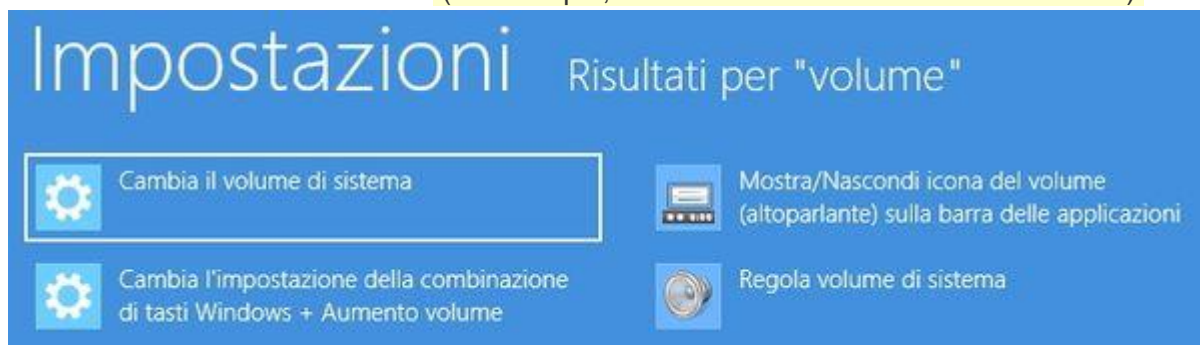 Impostazioni Risultati per "volume"
Cambia il volume di sistema
Mostra/Nascondi icona del volume
(altoparlante) sulla barra delle applicazioni
Cambia l'impostazione della combinazione
di tasti Windows + Aumento volume
Regola volume di sistema